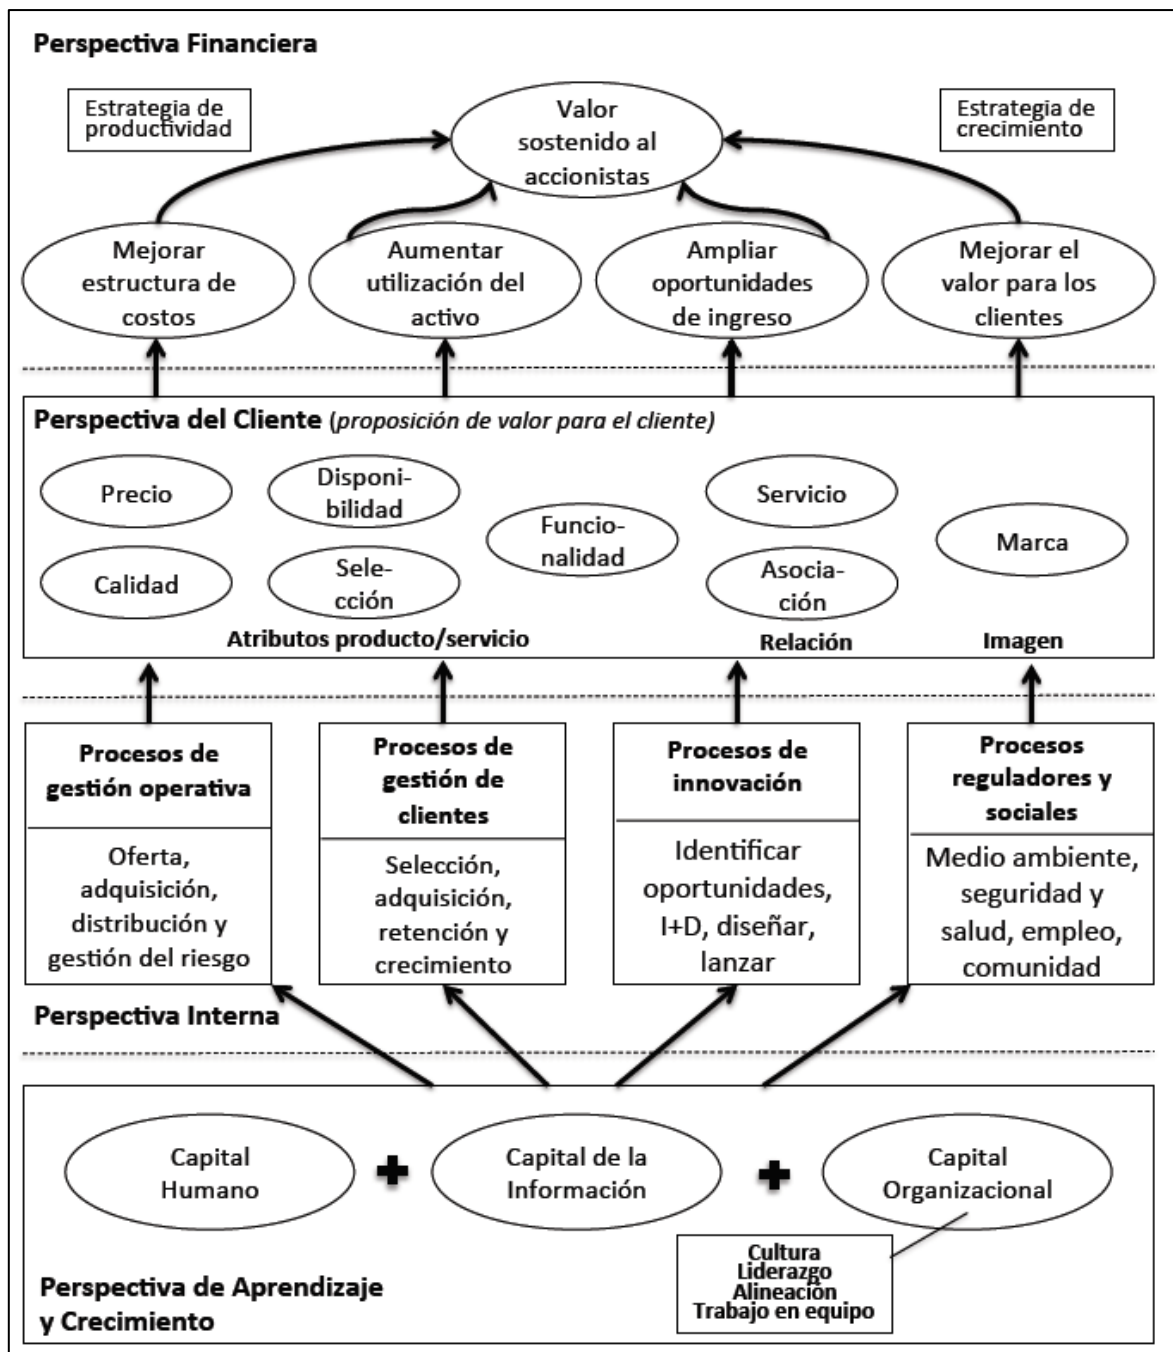 Perspectiva Financiera
Estrategia de
productividad
Valor
sostenido al
accionistas
Estrategia de
crecimiento
Mejorar
estructura de
costos
Aumentar
utilización del
activo
Ampliar
oportunidades
de ingreso
Mejorar el
valor para los
clientes
Perspectiva del Cliente (proposición de valor para el cliente)
Precio
Disponi-
bilidad
Funcio-
nalidad
Servicio
Marca
Calidad
Sele-
cción
Asocia-
ción
Atributos producto/servicio
Relación
Imagen
Procesos de
gestión operativa
Oferta,
adquisición,
distribución y
gestión del riesgo
Procesos de
gestión de
clientes
Selección,
adquisición,
retención y
crecimiento
Procesos de
innovación
Identificar
oportunidades,
I+D, diseñar,
lanzar
Procesos
reguladores y
sociales
Medio ambiente,
seguridad y
salud, empleo,
comunidad
Perspectiva Interna
Capital
Humano
Capital de la
Información
Capital
Organizacional
Cultura
Liderazgo
Alineación
Trabajo en equipo
Perspectiva de Aprendizaje
y Crecimiento